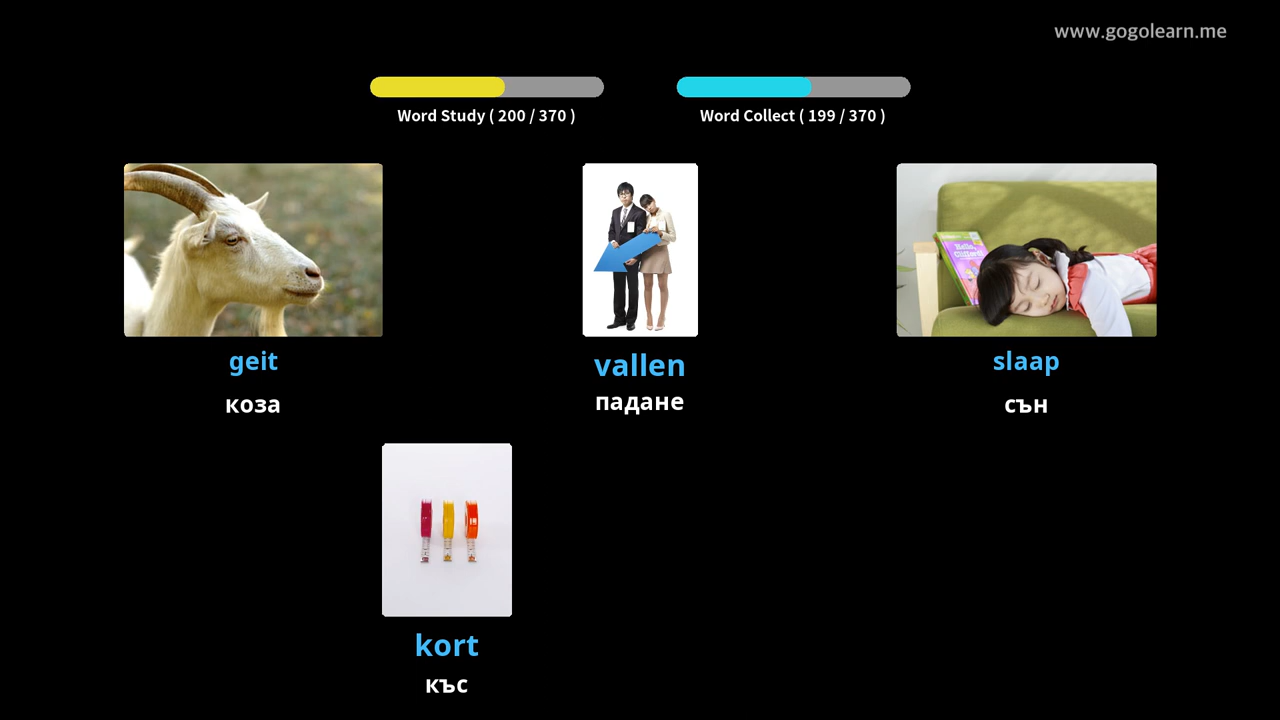 www.gogolearn.me
Word Study ( 200 / 370 )
Word Collect ( 199 / 370 )
geit
коза
vallen
падане
Hello,
slaap
сън
kort
къс